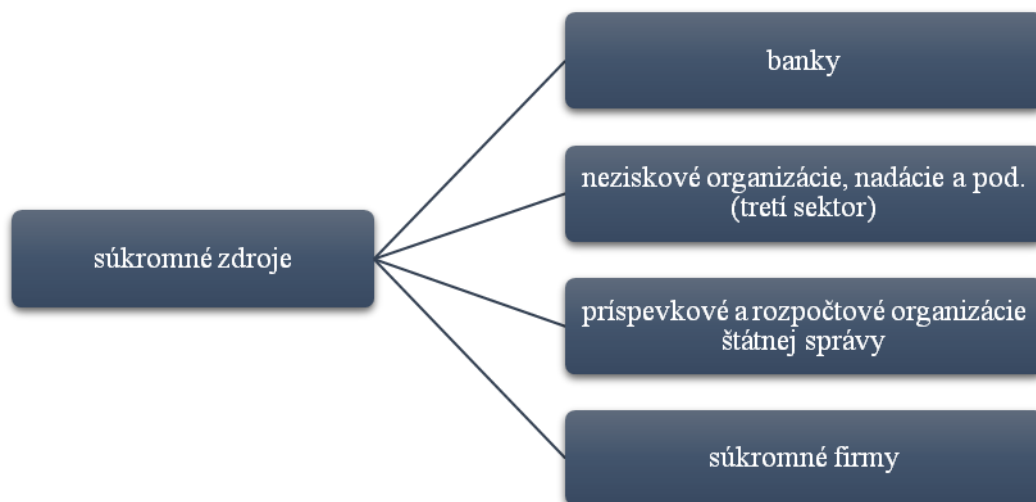 banky
neziskové organizácie, nadácie a pod.
(tretí sektor)
súkromné zdroje
príspevkové a rozpočtové organizácie
štátnej správy
súkromné firmy